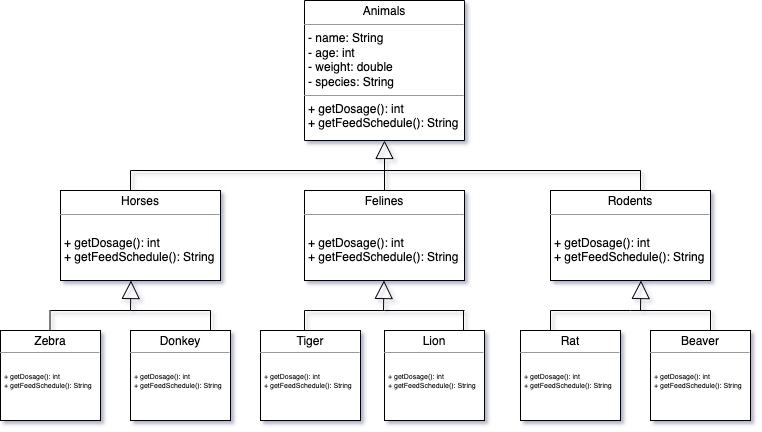 Animals
- name: String
- age: int
- weight: double
- species: String
+ getDosage(): int
+ getFeedSchedule(): String
Horses
+ getDosage(): int
+ getFeedSchedule(): String
Felines
+ getDosage(): int
+ getFeedSchedule(): String
Rodents
+ getDosage(): int
+ getFeedSchedule(): String
Zebra
+ getDosage(): int
+ getFeedSchedule(): String
Donkey
+ getDosage(): int
+ getFeedSchedule(): String
Tiger
+ getDosage(): int
+ getFeedSchedule(): String
Lion
+ getDosage(): int
+ getFeedSchedule(): String
Rat
+ getDosage(): int
+ getFeedSchedule(): String
Beaver
+ getDosage(): int
+ getFeedSchedule(): String